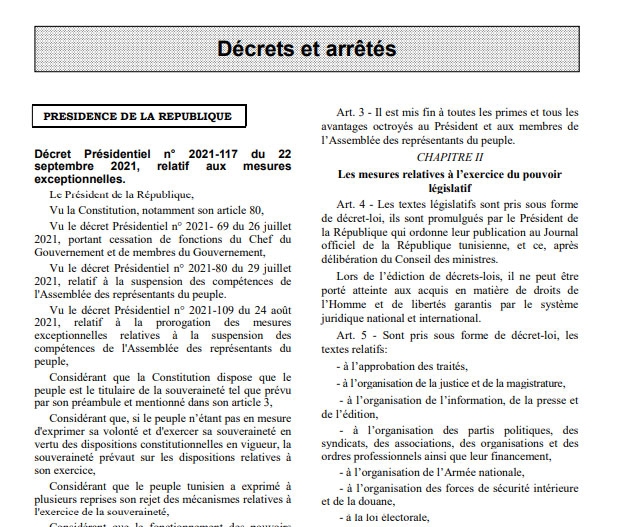 Décrets et arrêtés
PRESIDENCE DE LA REPUBLIQUE
Décret Présidentiel n° 2021-117 du 22
septembre 2021, relatif aux mesures
exceptionnelles.
Le Président de la République,
Vu la Constitution, notamment son article 80,
Vu le décret Présidentiel n° 2021- 69 du 26 juillet
2021, portant cessation de fonctions du Chef du
Gouvernement et de membres du Gouvernement,
Vu le décret Présidentiel n° 2021-80 du 29 juillet
2021, relatif à la suspension des compétences de
l'Assemblée des représentants du peuple.
Vu le décret Présidentiel n° 2021-109 du 24 août
2021, relatif à la prorogation des mesures
exceptionnelles relatives à la suspension des
compétences de l'Assemblée des représentants du
peuple,
Considérant que la Constitution dispose que le
peuple est le titulaire de la souveraineté tel que prévu
par son préambule et mentionné dans son article 3,
Considérant que, si le peuple n'étant pas en mesure
d'exprimer sa volonté et d'exercer sa souveraineté en
vertu des dispositions constitutionnelles en vigueur, la
souveraineté prévaut sur les dispositions relatives à
son exercice,
Considérant que le peuple tunisien a exprimé à
plusieurs reprises son rejet des mécanismes relatives à
l'exercice de la souveraineté,
Considérant que le fonctionnement des pouvoirs
Art. 3 - Il est mis fin à toutes les primes et tous les
avantages octroyés au Président et aux membres de
l'Assemblée des représentants du peuple.
CHAPITRE II
Les mesures relatives à l'exercice du pouvoir
législatif
Art. 4 - Les textes législatifs sont pris sous forme
de décret-loi, ils sont promulgués par le Président de
la République qui ordonne leur publication au Journal
officiel de la République tunisienne, et ce, après
délibération du Conseil des ministres.
Lors de l'édiction de décrets-lois, il ne peut être
porté atteinte aux acquis en matière de droits de
l'Homme et de libertés garantis par le système
juridique national et international.
Art. 5 - Sont pris sous forme de décret-loi, les
textes relatifs:
- à l'approbation des traités,
- à l'organisation de la justice et de la magistrature,
- à l'organisation de l'information, de la presse et
de l'édition,
- à l'organisation des partis politiques, des
syndicats, des associations, des organisations et des
ordres professionnels ainsi que leur financement,
- à l'organisation de l'Armée nationale,
- à l'organisation des forces de sécurité intérieure
et de la douane,
- à la loi électorale,